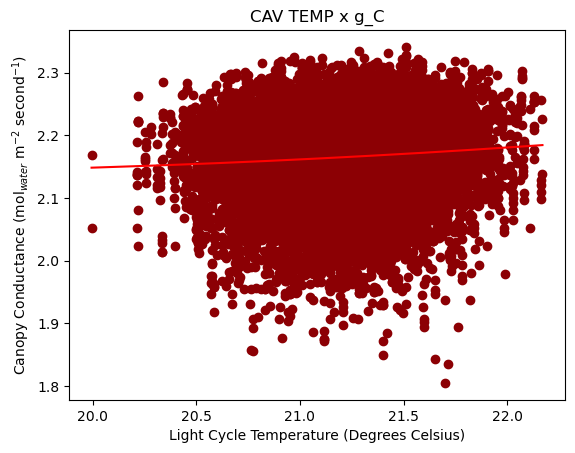 CAV TEMP x g_C
Canopy Conductance (mol$_{water}$ m$^{-2}$ second$^{-1}$)
2.3
2.2
2.1
2.0
1.9
1.8
20.0 20.5 21.0 21.5 22.0
Light Cycle Temperature (Degrees Celsius)